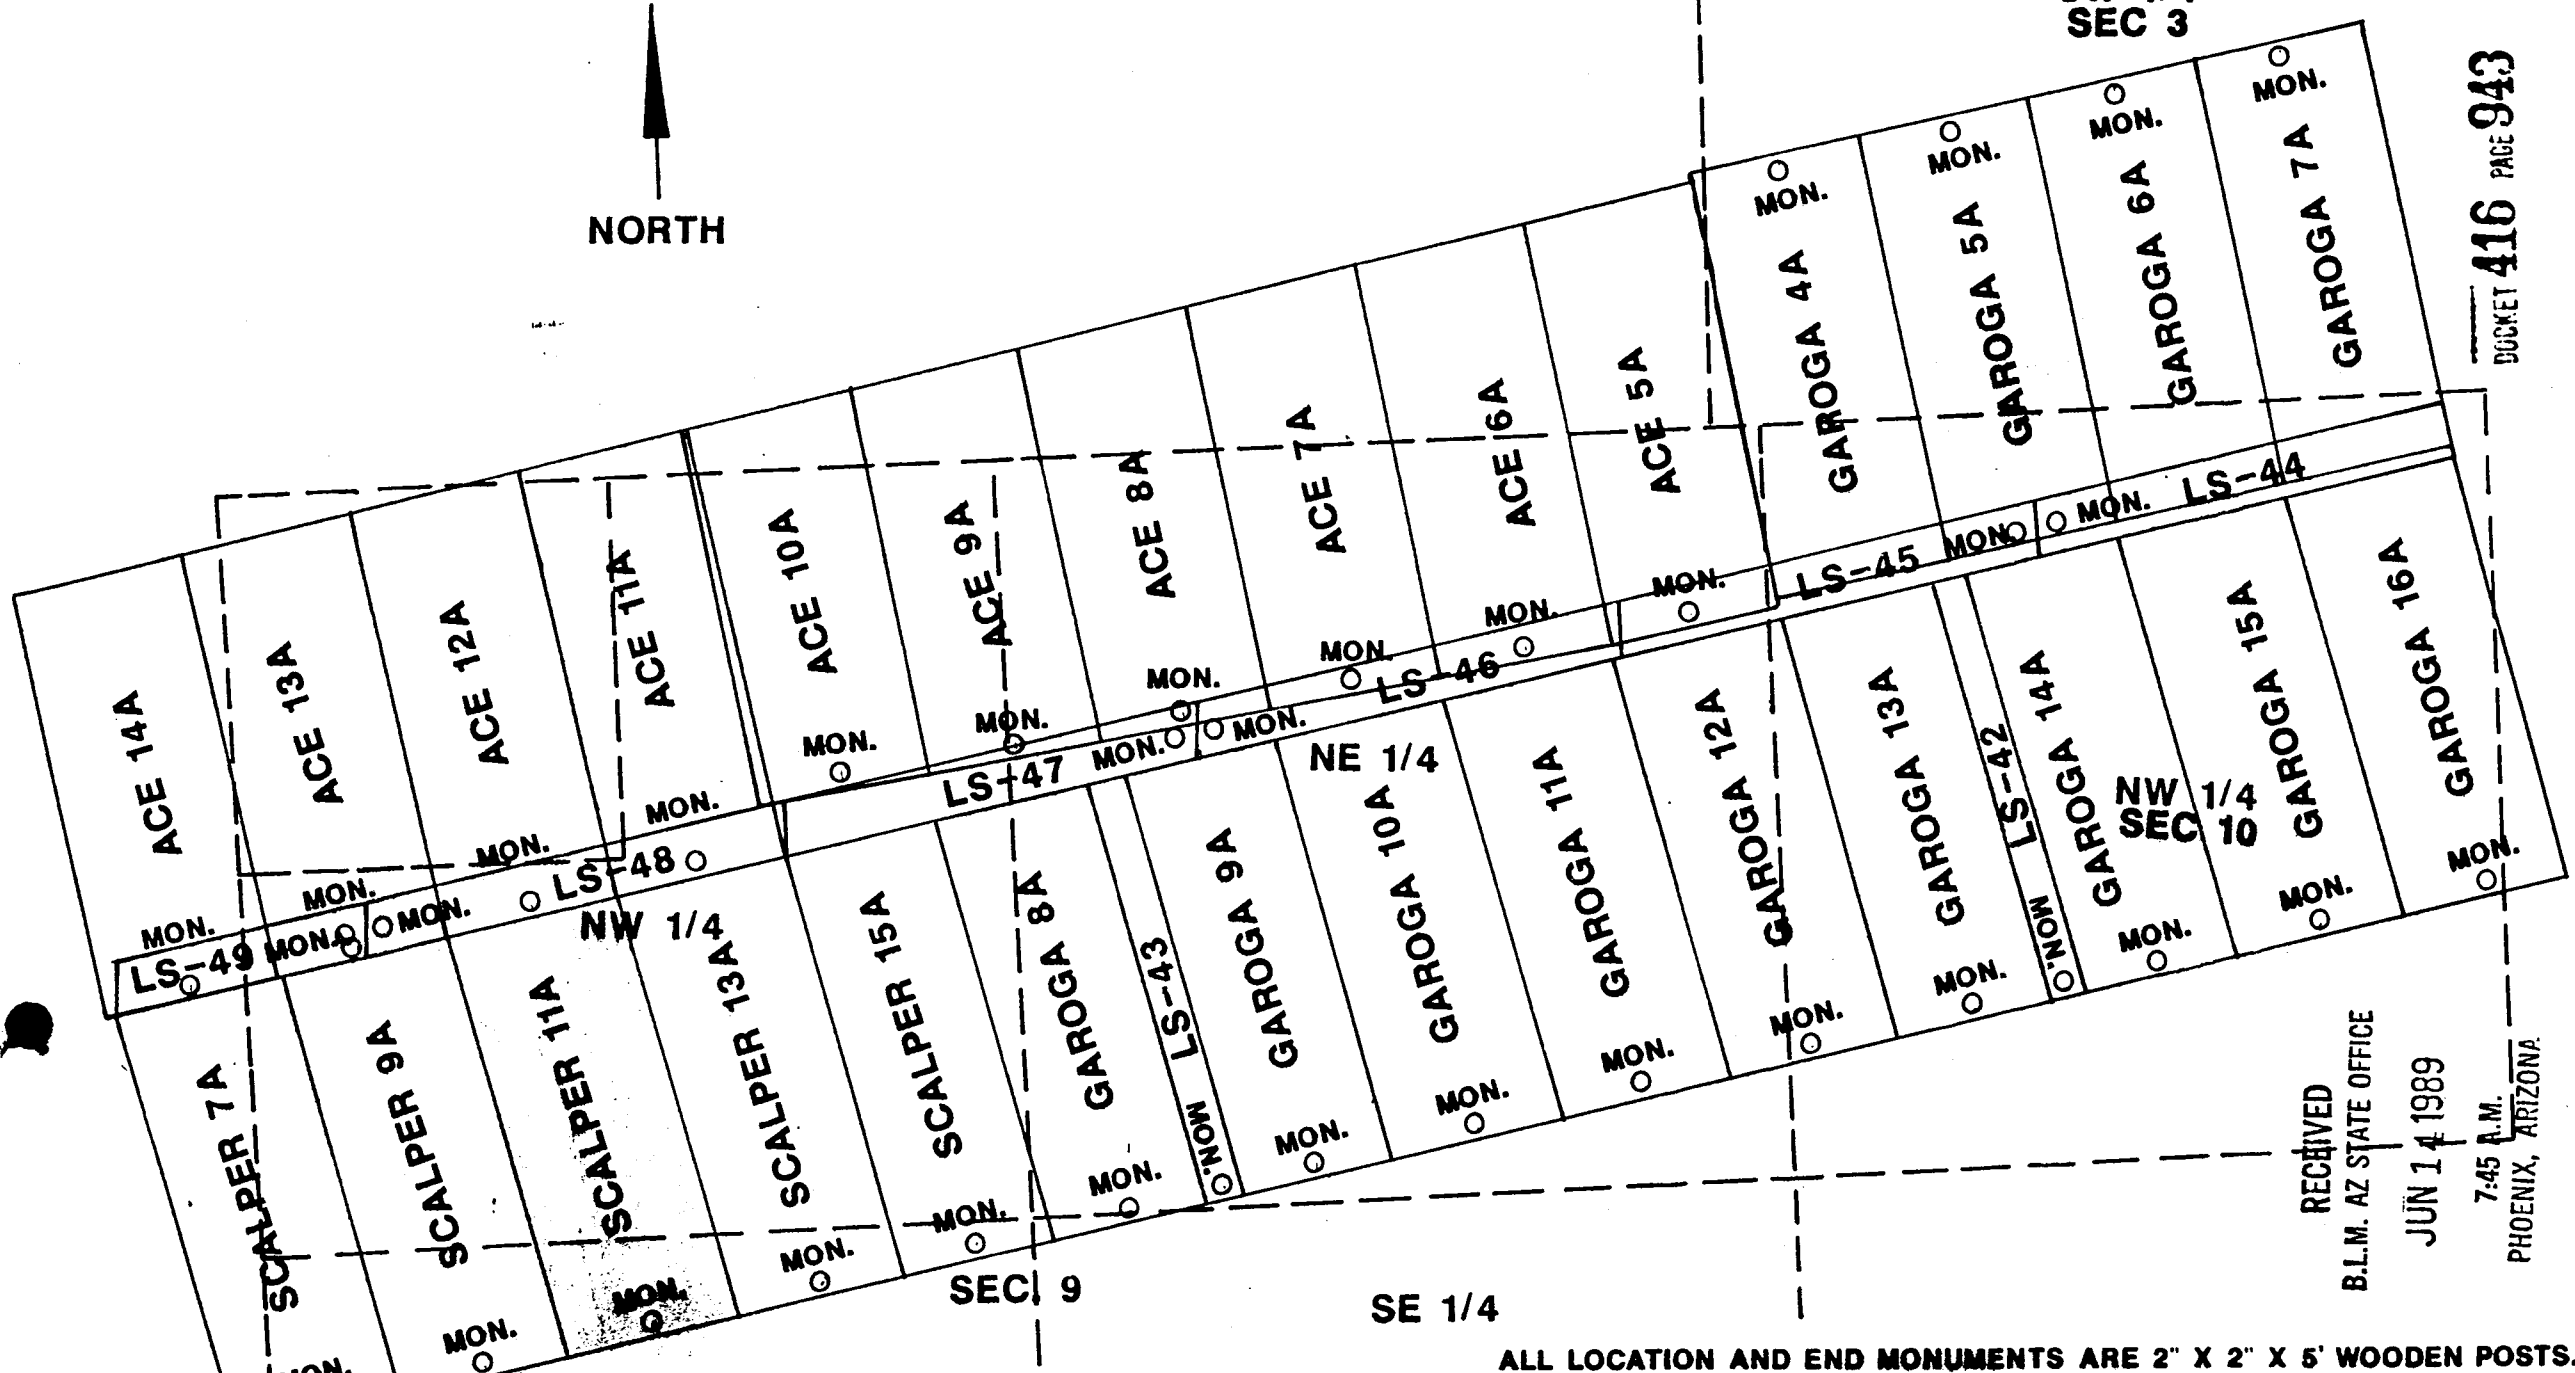 SEC 3
NORTH
DOCKET 416 PAGE 943
MON.
MON.
MON.
MON.
GAROGA 4A
GAROGA 5A
GAROGA 6A
GAROGA 7A
ACE 14A
ACE 13A
ACE 12A
ACE 11A
ACE 10A
ACE 9A
ACE 8A
ACE 7A
ACE 6A
ACE 5A
MON.
MON.
MON.
MON.
MON.
MON.
MON.
MON.
MON.
MON.
LS-49
MON.
MON.
LS-48
LS-47
MON.
MON.
LS-46
LS-45
MON.
MON.
LS-44
NW 1/4
NE 1/4
NW 1/4
SEC 10
SCALPER 7A
SCALPER 9A
SCALPER 11A
SCALPER 13A
SCALPER 15A
GAROGA 8A
LS-43
MON.
GAROGA 9A
GAROGA 10A
GAROGA 11A
GAROGA 12A
GAROGA 13A
LS-42
MON.
GAROGA 14A
GAROGA 15A
GAROGA 16A
MON.
MON.
MON.
MON.
MON.
MON.
MON.
MON.
MON.
MON.
MON.
MON.
MON.
MON.
SEC 9
SE 1/4
RECEIVED
B.L.M. AZ STATE OFFICE
JUN 14 1989
7:45 A.M.
PHOENIX, ARIZONA
ALL LOCATION AND END MONUMENTS ARE 2" X 2" X 5' WOODEN POSTS.